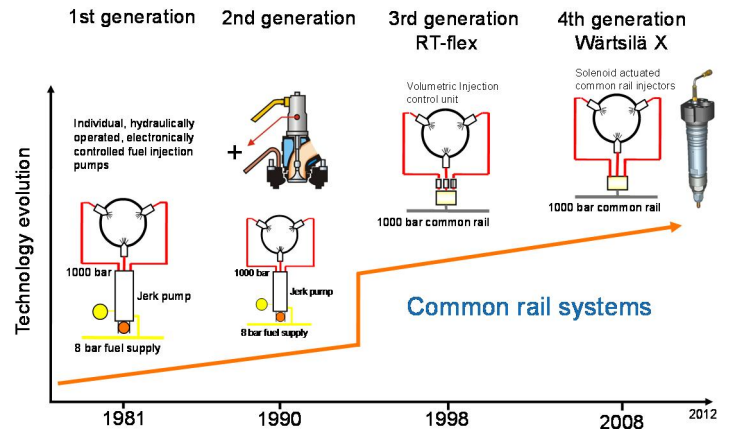 1st generation
2nd generation
3rd generation
RT-flex
4th generation
Wärtsilä X
Technology evolution
Individual, hydraulically
operated, electronically
controlled fuel injection
pumps
+
Volumetric Injection
control unit
Solenoid actuated
common rail injectors
1000 bar
Jerk pump
8 bar fuel supply
1000 bar
Jerk pump
8 bar fuel supply
1000 bar common rail
1000 bar common rail
Common rail systems
1981
1990
1998
2008
2012